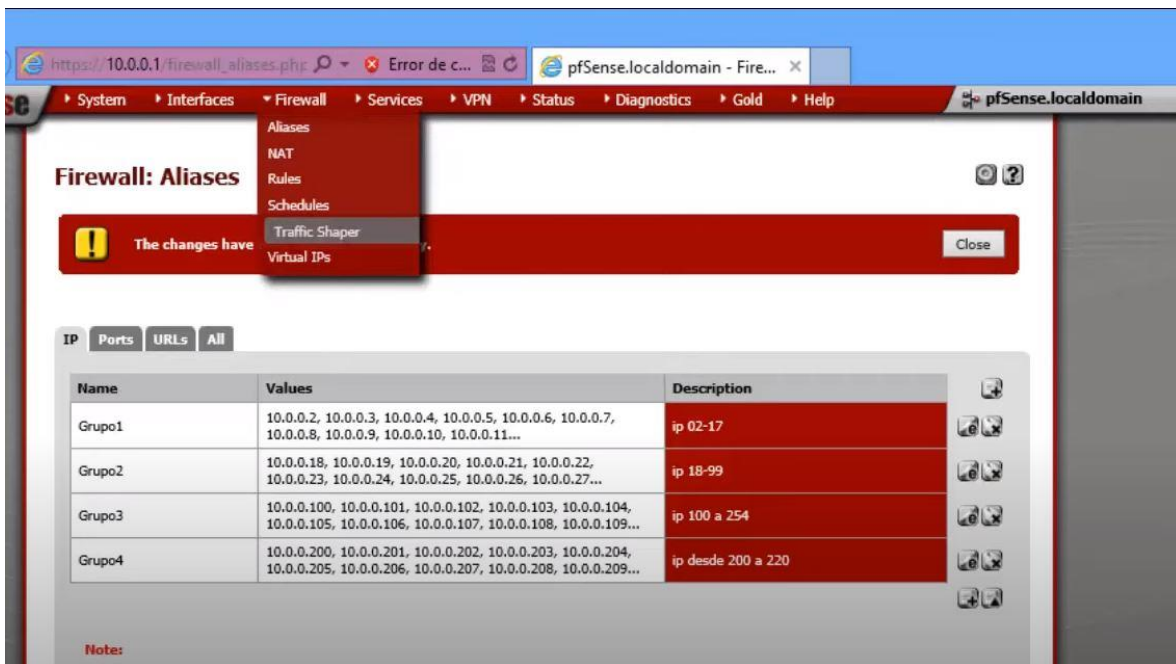 https://10.0.0.1/firewall_aliases.php
Error de c...
pfSense.localdomain - Fire...
System Interfaces Firewall Services VPN Status Diagnostics Gold Help
pfSense.localdomain
Aliases
NAT
Rules
Schedules
Traffic Shaper
Virtual IPs
Firewall: Aliases
The changes have
Close
IP Ports URLs All
Name Values Description
Grupo1
10.0.0.2, 10.0.0.3, 10.0.0.4, 10.0.0.5, 10.0.0.6, 10.0.0.7,
10.0.0.8, 10.0.0.9, 10.0.0.10, 10.0.0.11...
ip 02-17
Grupo2
10.0.0.18, 10.0.0.19, 10.0.0.20, 10.0.0.21, 10.0.0.22,
10.0.0.23, 10.0.0.24, 10.0.0.25, 10.0.0.26, 10.0.0.27...
ip 18-99
Grupo3
10.0.0.100, 10.0.0.101, 10.0.0.102, 10.0.0.103, 10.0.0.104,
10.0.0.105, 10.0.0.106, 10.0.0.107, 10.0.0.108, 10.0.0.109...
ip 100 a 254
Grupo4
10.0.0.200, 10.0.0.201, 10.0.0.202, 10.0.0.203, 10.0.0.204,
10.0.0.205, 10.0.0.206, 10.0.0.207, 10.0.0.208, 10.0.0.209...
ip desde 200 a 220
Note: